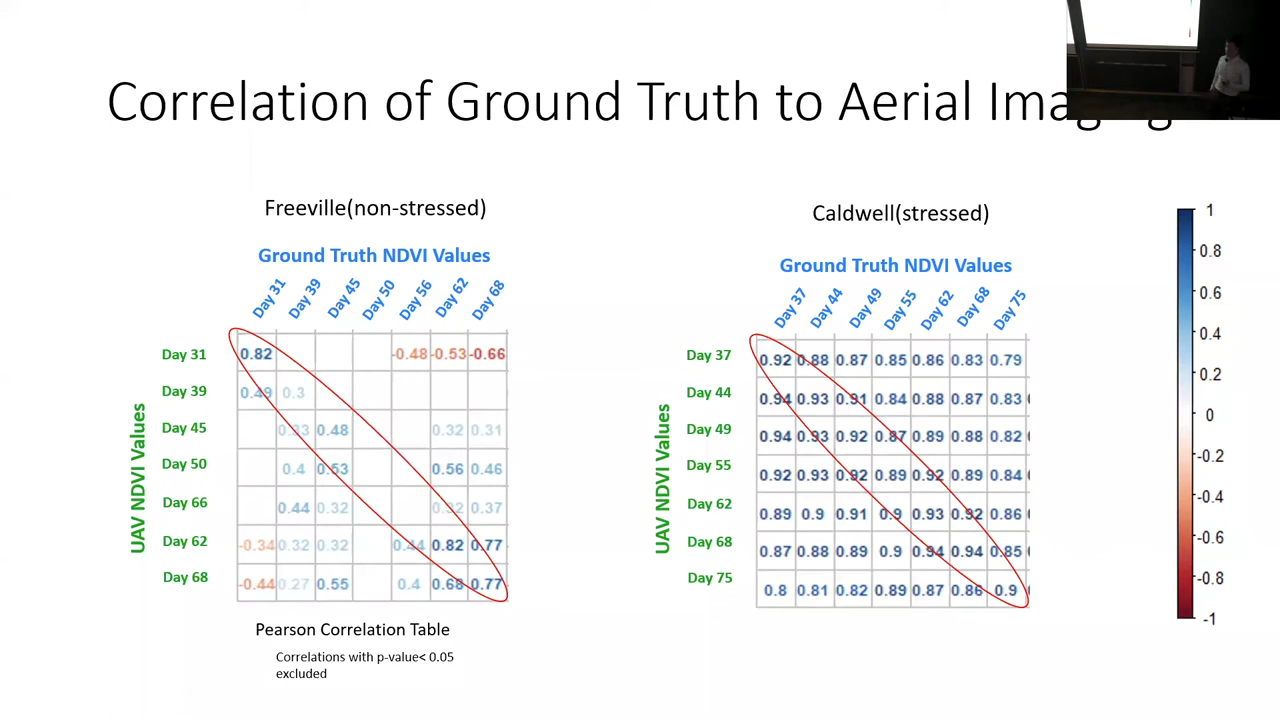 Correlation of Ground Truth to Aerial Imaging
Freeville(non-stressed)
Ground Truth NDVI Values
Day 31 Day 39 Day 45 Day 50 Day 56 Day 62 Day 68
UAV NDVI Values
Day 31 0.82 -0.48 -0.53 -0.66
Day 39 0.49 0.3
Day 45 0.33 0.48 0.32 0.31
Day 50 0.4 0.53 0.56 0.46
Day 66 0.44 0.32 0.32 0.37
Day 62 -0.34 0.32 0.32 0.44 0.82 0.77
Day 68 -0.44 0.27 0.55 0.4 0.68 0.77
Pearson Correlation Table
Correlations with p-value< 0.05
excluded
Caldwell(stressed)
Ground Truth NDVI Values
Day 37 Day 44 Day 49 Day 55 Day 62 Day 68 Day 75
UAV NDVI Values
Day 37 0.92 0.88 0.87 0.85 0.86 0.83 0.79
Day 44 0.94 0.93 0.91 0.84 0.88 0.87 0.83
Day 49 0.94 0.93 0.92 0.87 0.89 0.88 0.82
Day 55 0.92 0.93 0.92 0.89 0.92 0.89 0.84
Day 62 0.89 0.9 0.91 0.9 0.93 0.92 0.86
Day 68 0.87 0.88 0.89 0.9 0.94 0.94 0.85
Day 75 0.8 0.81 0.82 0.89 0.87 0.86 0.9
1
0.8
0.6
0.4
0.2
0
-0.2
-0.4
-0.6
-0.8
-1